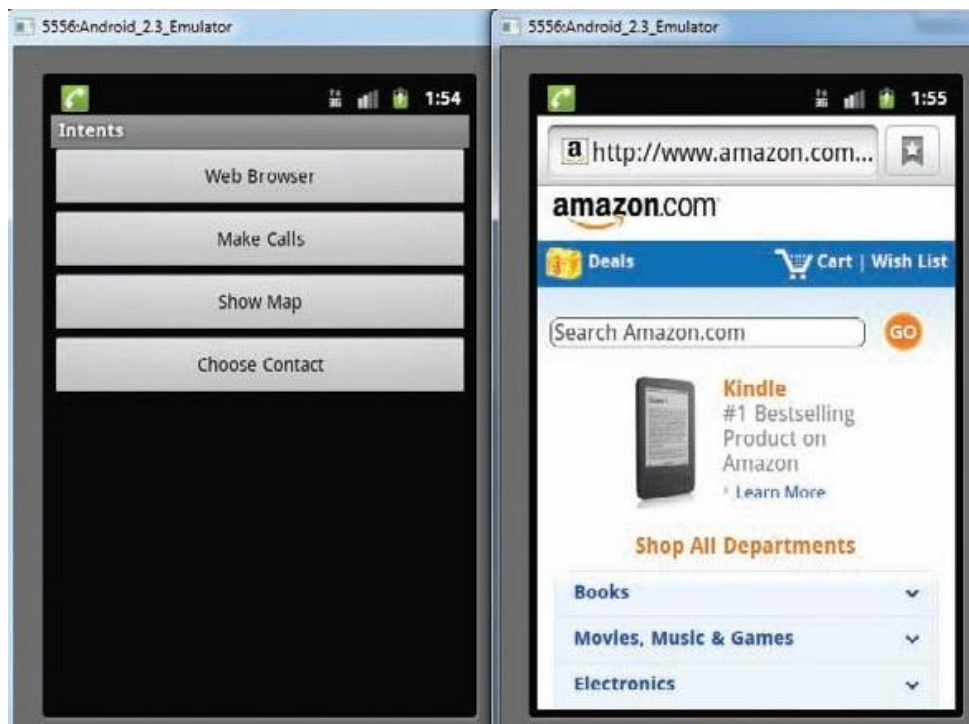 5556:Android_2.3_Emulator
1:54
Intents
Web Browser
Make Calls
Show Map
Choose Contact
5556:Android_2.3_Emulator
1:55
a http://www.amazon.com...
amazon.com
Deals
Cart | Wish List
Search Amazon.com
GO
Kindle
#1 Bestselling
Product on
Amazon
Learn More
Shop All Departments
Books
Movies, Music & Games
Electronics